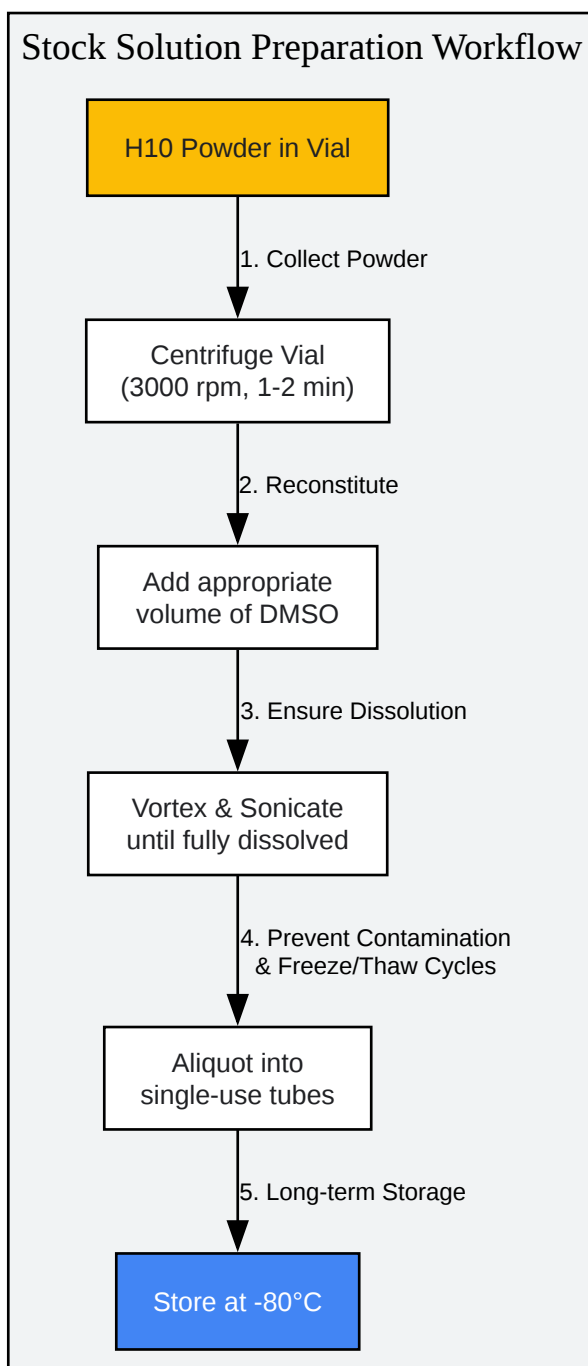 Stock Solution Preparation Workflow
H10 Powder in Vial
1. Collect Powder
Centrifuge Vial
(3000 rpm, 1-2 min)
2. Reconstitute
Add appropriate
volume of DMSO
3. Ensure Dissolution
Vortex & Sonicate
until fully dissolved
4. Prevent Contamination
& Freeze/Thaw Cycles
Aliquot into
single-use tubes
5. Long-term Storage
Store at -80°C